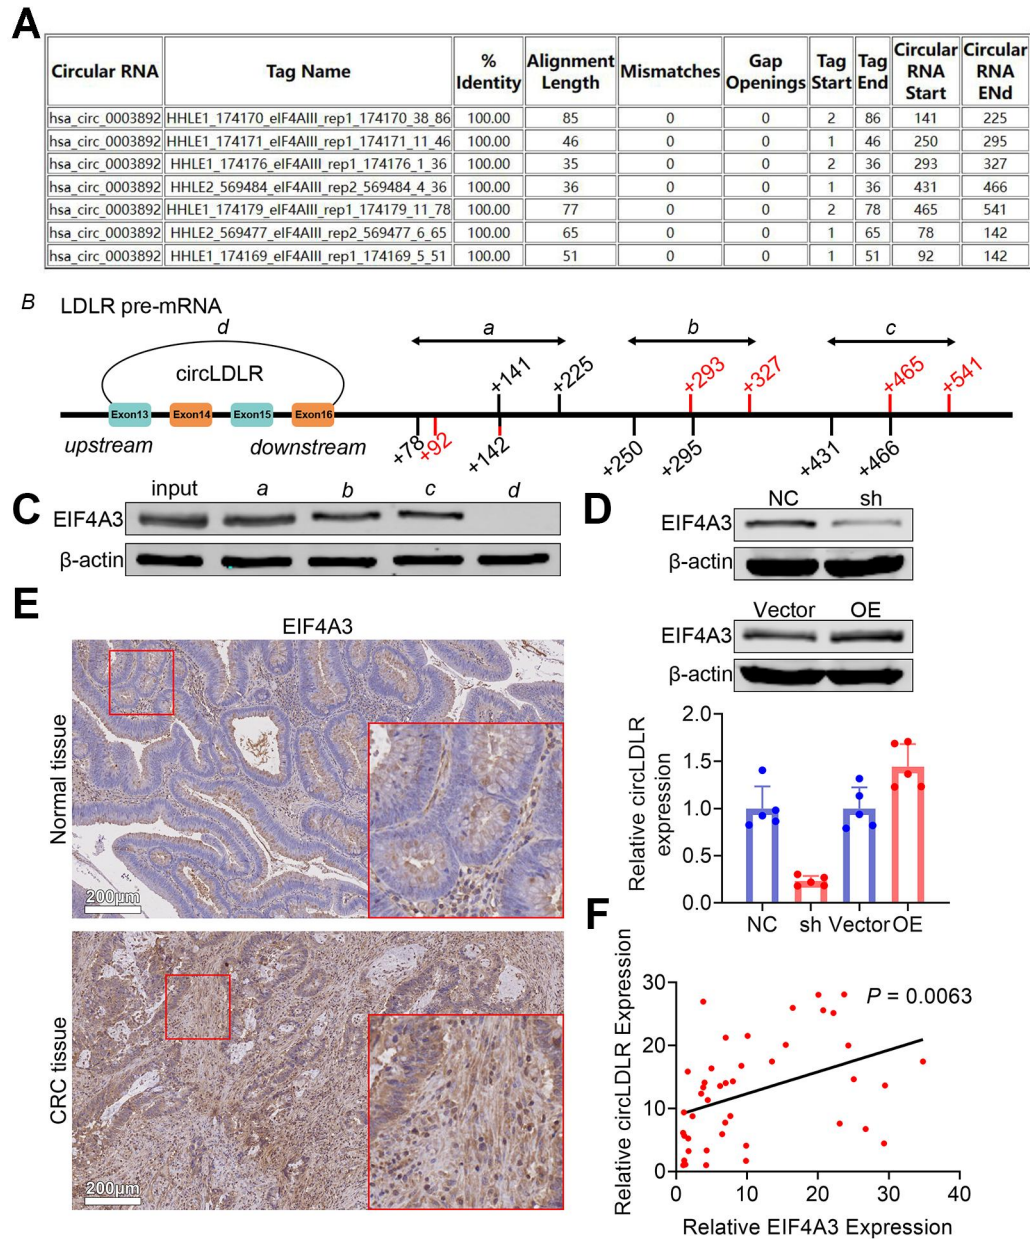 A
Circular RNA Tag Name % Identity Alignment Length Mismatches Gap Openings Tag Start Tag End Circular RNA Start Circular RNA ENd
hsa_circ_0003892 HHLE1_174170_eIF4AIII_rep1_174170_38_86 100.00 85 0 0 2 86 141 225
hsa_circ_0003892 HHLE1_174171_eIF4AIII_rep1_174171_11_46 100.00 46 0 0 1 46 250 295
hsa_circ_0003892 HHLE1_174176_eIF4AIII_rep1_174176_1_36 100.00 35 0 0 2 36 293 327
hsa_circ_0003892 HHLE2_569484_eIF4AIII_rep2_569484_4_36 100.00 36 0 0 1 36 431 466
hsa_circ_0003892 HHLE1_174179_eIF4AIII_rep1_174179_11_78 100.00 77 0 0 2 78 465 541
hsa_circ_0003892 HHLE2_569477_eIF4AIII_rep2_569477_6_65 100.00 65 0 0 1 65 78 142
hsa_circ_0003892 HHLE1_174169_eIF4AIII_rep1_174169_5_51 100.00 51 0 0 1 51 92 142
B
LDLR pre-mRNA
d
a b c
circLDLR
+141 +225 +293 +327 +465 +541
Exon13 Exon14 Exon15 Exon16
upstream downstream
+78 +92 +142 +250 +295 +431 +466
C
input a b c d
EIF4A3
β-actin
D
NC sh
EIF4A3
β-actin
Vector OE
EIF4A3
β-actin
Relative circLDLR
expression
2.0
1.5
1.0
0.5
0.0
NC sh Vector OE
E
EIF4A3
Normal tissue
200μm
CRC tissue
200μm
F
Relative circLDLR Expression
P = 0.0063
30
20
10
0
0 10 20 30 40
Relative EIF4A3 Expression